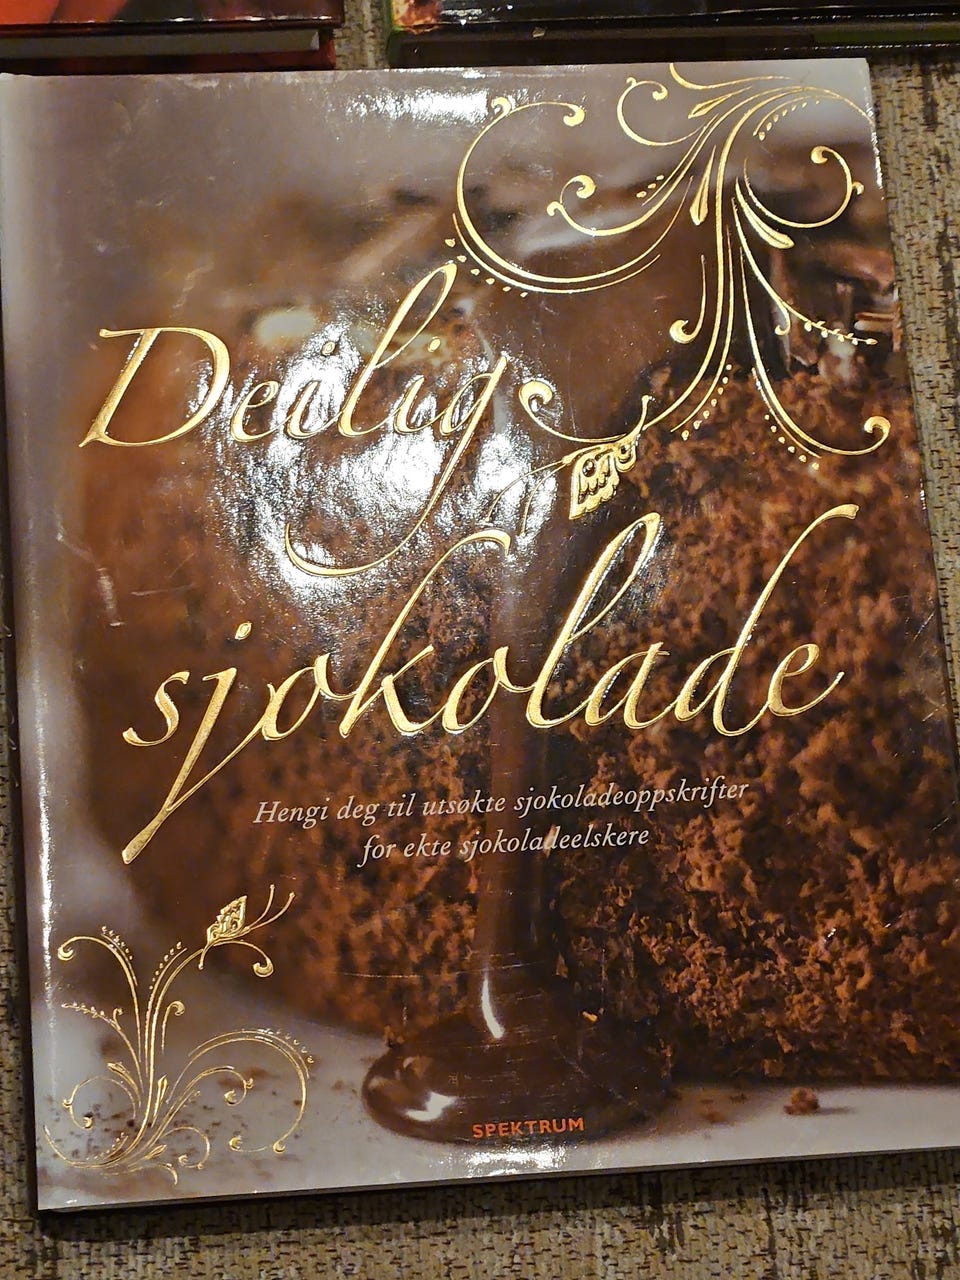 Deilig
sjokolade
Hengi deg til utsøkte sjokoladeoppskrifter
for ekte sjokoladeelskere
SPEKTRUM